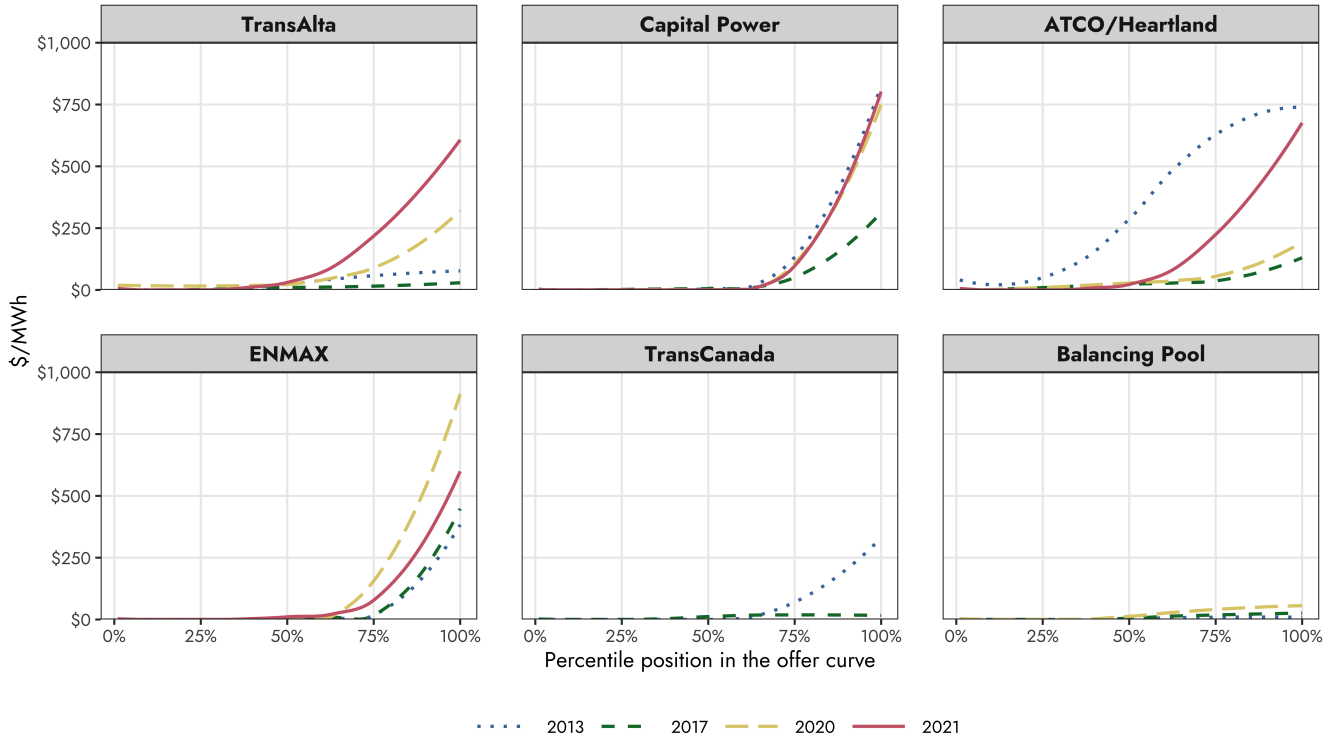 TransAlta
Capital Power
ATCO/Heartland
$1,000
$750
$500
$250
$0
$/MWh
ENMAX
TransCanada
Balancing Pool
$1,000
$750
$500
$250
$0
0% 25% 50% 75% 100%
0% 25% 50% 75% 100%
0% 25% 50% 75% 100%
Percentile position in the offer curve
2013 2017 2020 2021